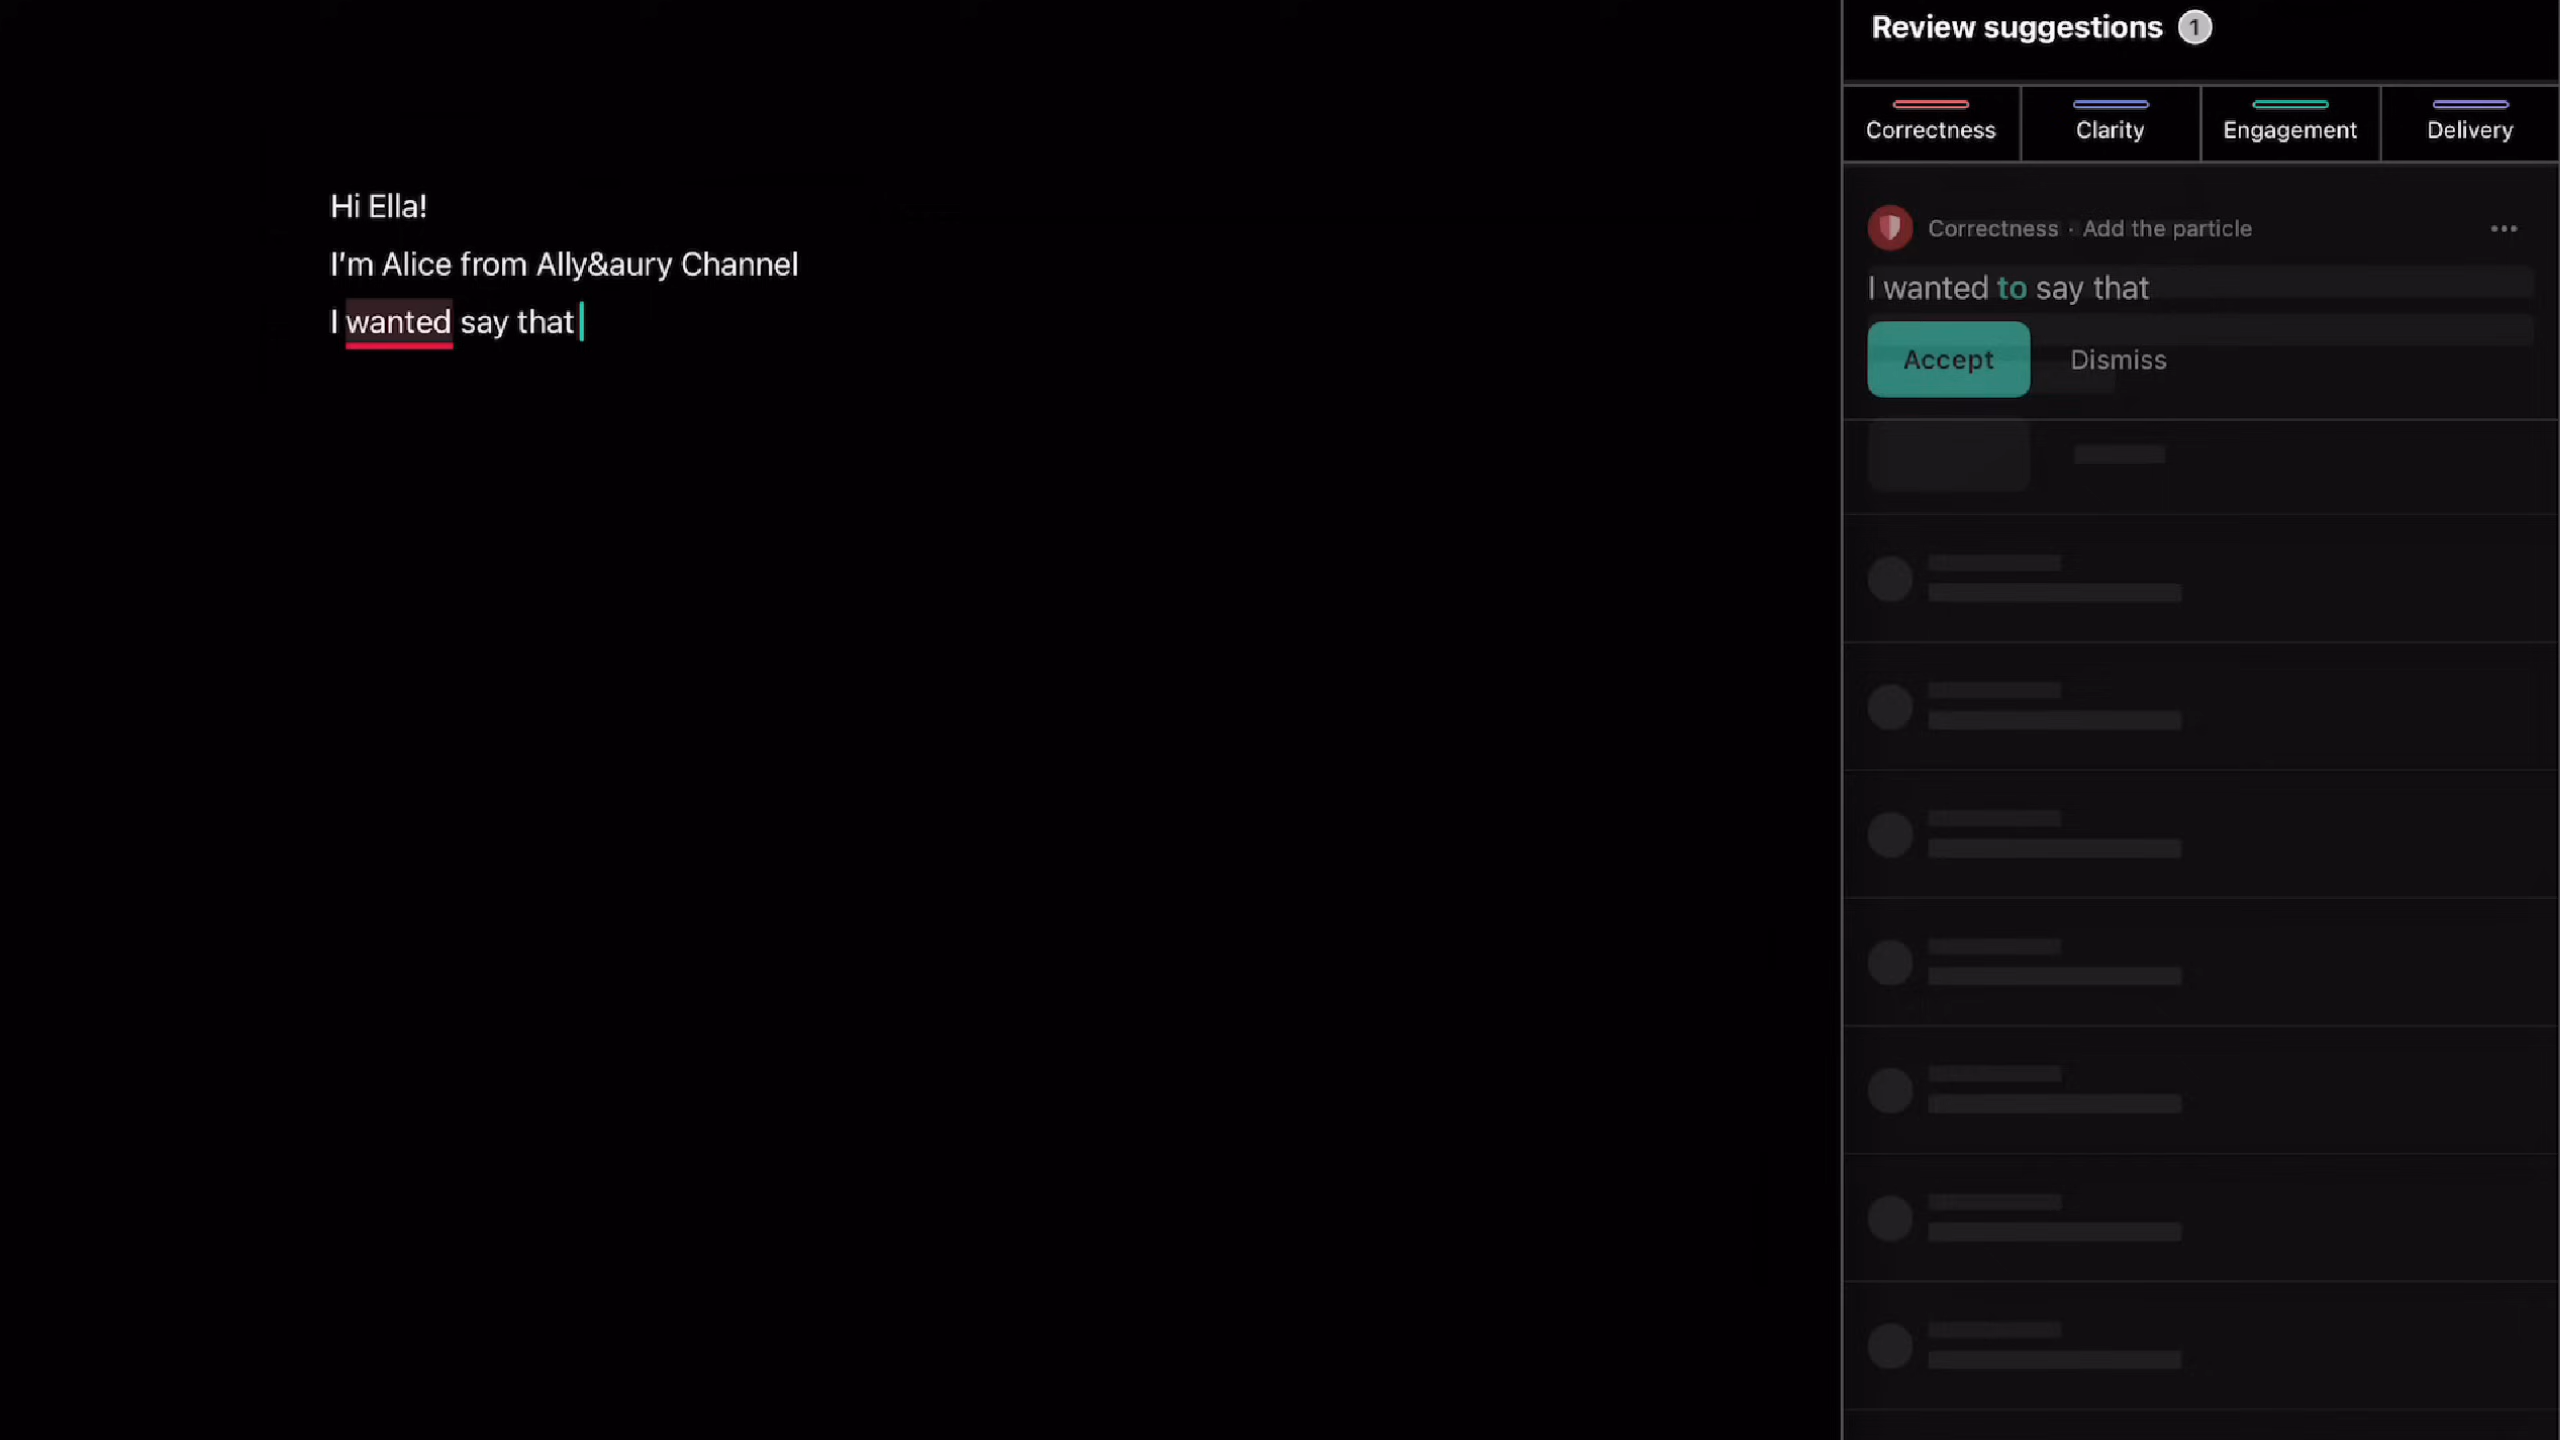 Hi Ella!
I'm Alice from Ally&aury Channel
I wanted say that
Review suggestions 1
Correctness
Clarity
Engagement
Delivery
Correctness · Add the particle
I wanted to say that
Accept
Dismiss